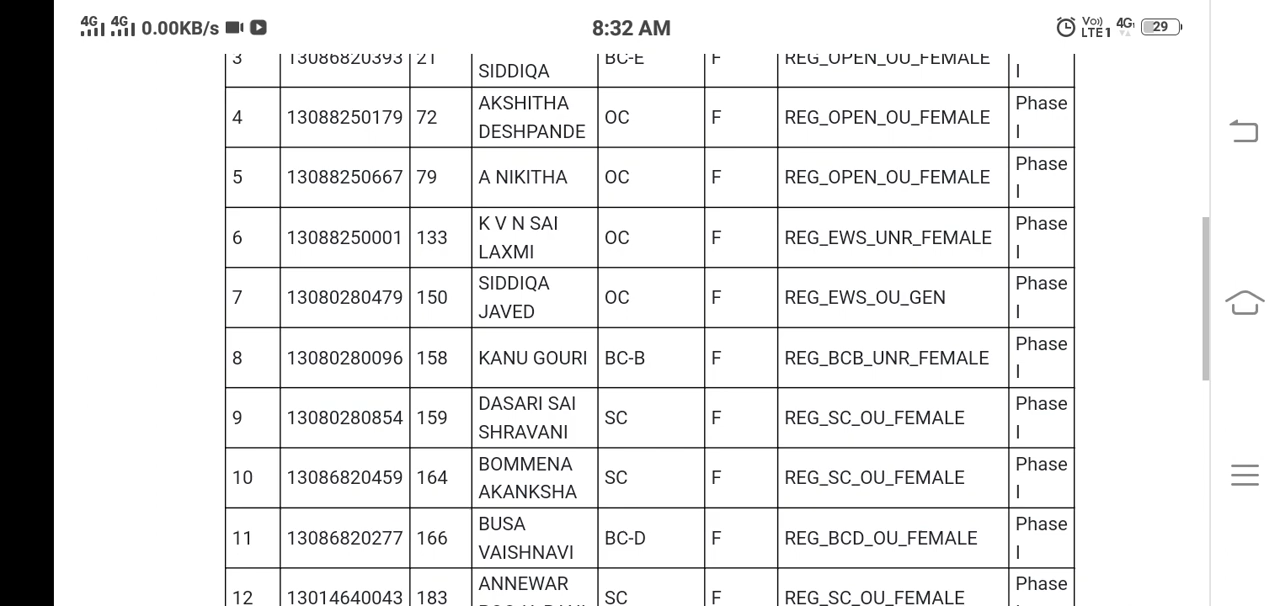 4G 4G 0.00KB/s 8:32 AM Vo)) LTE1 4G 29
3 13086820393 21 SIDDIQA BC-E F REG_OPEN_OU_FEMALE I
4 13088250179 72 AKSHITHA DESHPANDE OC F REG_OPEN_OU_FEMALE Phase I
5 13088250667 79 A NIKITHA OC F REG_OPEN_OU_FEMALE Phase I
6 13088250001 133 K V N SAI LAXMI OC F REG_EWS_UNR_FEMALE Phase I
7 13080280479 150 SIDDIQA JAVED OC F REG_EWS_OU_GEN Phase I
8 13080280096 158 KANU GOURI BC-B F REG_BCB_UNR_FEMALE Phase I
9 13080280854 159 DASARI SAI SHRAVANI SC F REG_SC_OU_FEMALE Phase I
10 13086820459 164 BOMMENA AKANKSHA SC F REG_SC_OU_FEMALE Phase I
11 13086820277 166 BUSA VAISHNAVI BC-D F REG_BCD_OU_FEMALE Phase I
12 13014640043 183 ANNEWAR SC F REG_SC_OU_FEMALE Phase